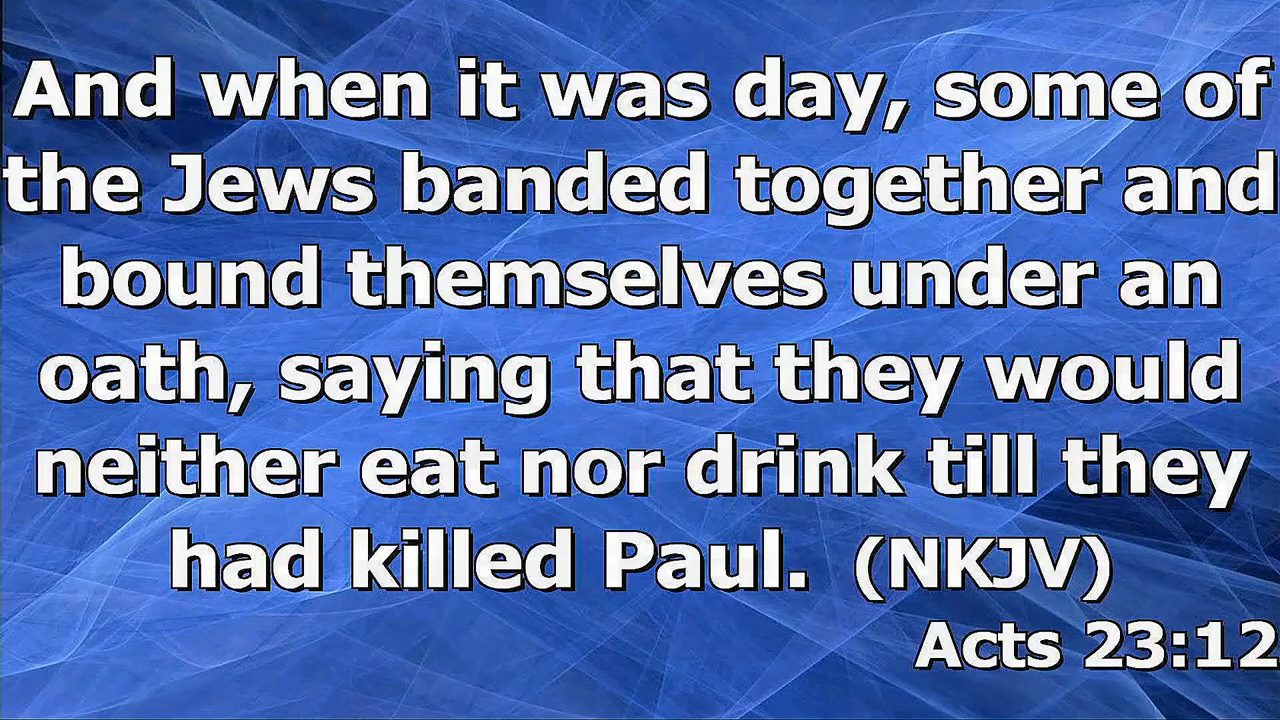 And when it was day, some of
the Jews banded together and
bound themselves under an
oath, saying that they would
neither eat nor drink till they
had killed Paul. (NKJV)
Acts 23:12